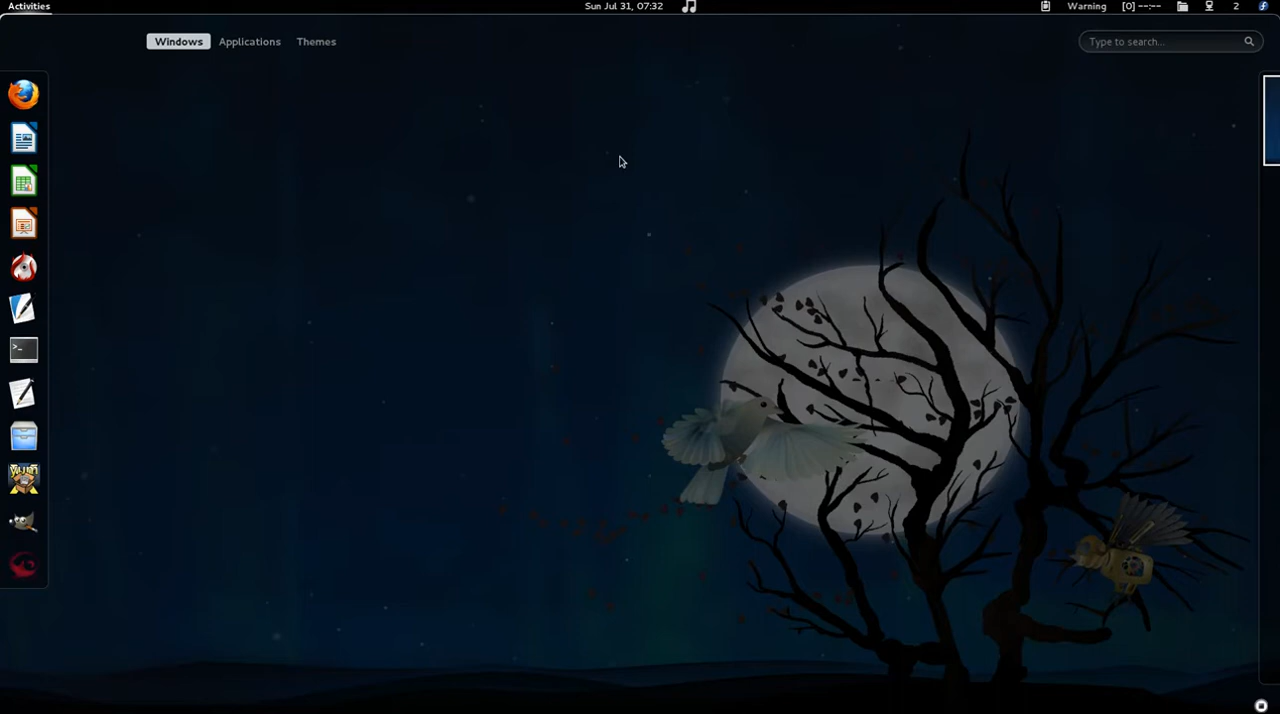 Activities
Sun Jul 31, 07:32
Warning
[0] --:--
2
Windows Applications Themes
Type to search...
>_